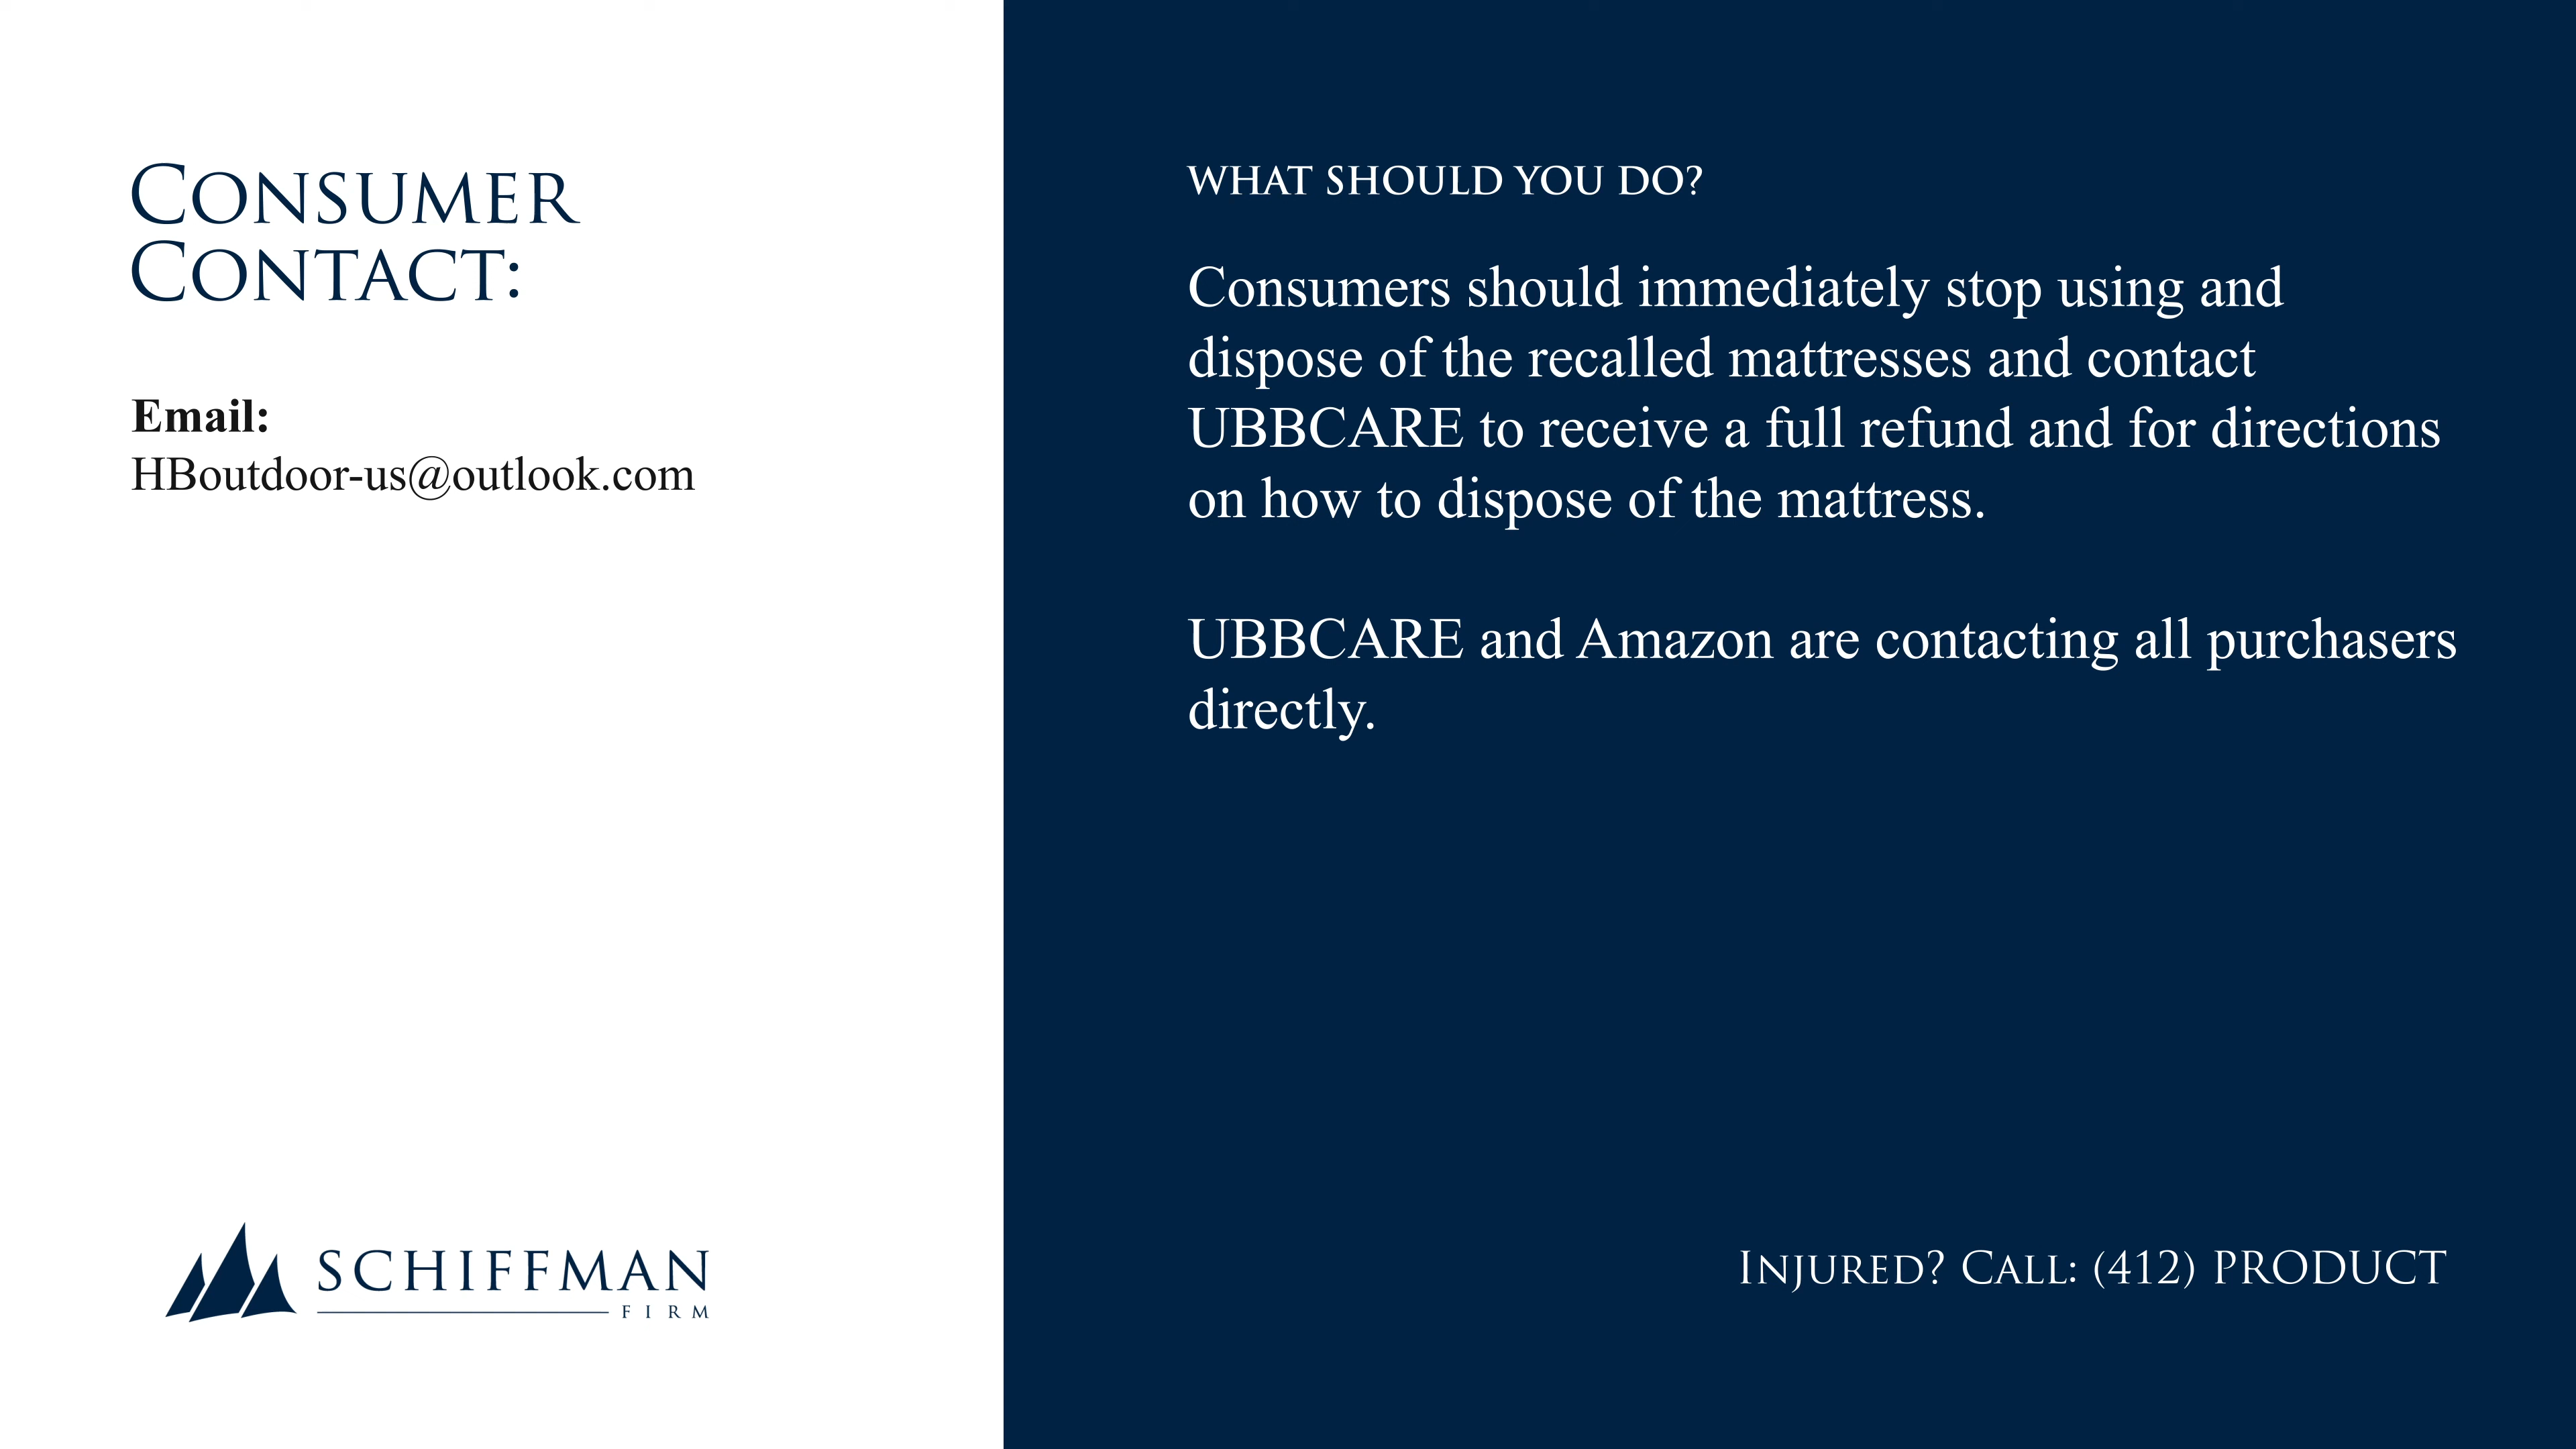 CONSUMER
CONTACT:
Email:
HBoutdoor-us@outlook.com
WHAT SHOULD YOU DO?
Consumers should immediately stop using and
dispose of the recalled mattresses and contact
UBBCARE to receive a full refund and for directions
on how to dispose of the mattress.
UBBCARE and Amazon are contacting all purchasers
directly.
SCHIFFMAN
FIRM
INJURED? CALL: (412) PRODUCT